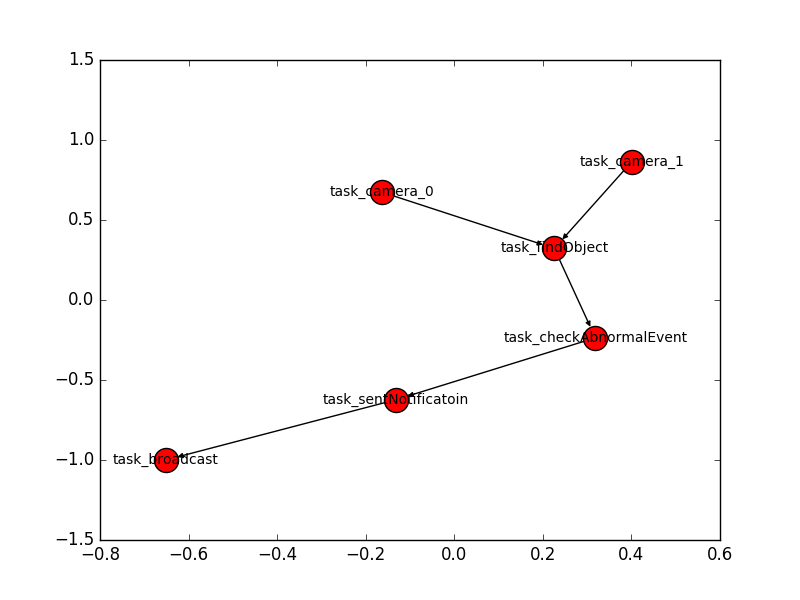 1.5
1.0
0.5
0.0
−0.5
−1.0
−1.5
task_camera_1
task_camera_0
task_findObject
task_checkAbnormalEvent
task_sentNotificatoin
task_broadcast
−0.8 −0.6 −0.4 −0.2 0.0 0.2 0.4 0.6